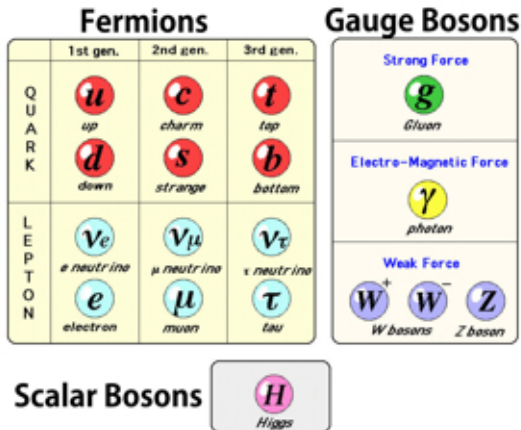 Fermions
1st gen. 2nd gen. 3rd gen.
QUARK
u c t
up charm top
d s b
down strange bottom
LEPTON
νe νμ ντ
e neutrino μ neutrino τ neutrino
e μ τ
electron muon tau
Gauge Bosons
Strong Force
g
Gluon
Electro-Magnetic Force
γ
photon
Weak Force
W+ W- Z
W bosons Z boson
Scalar Bosons
H
Higgs